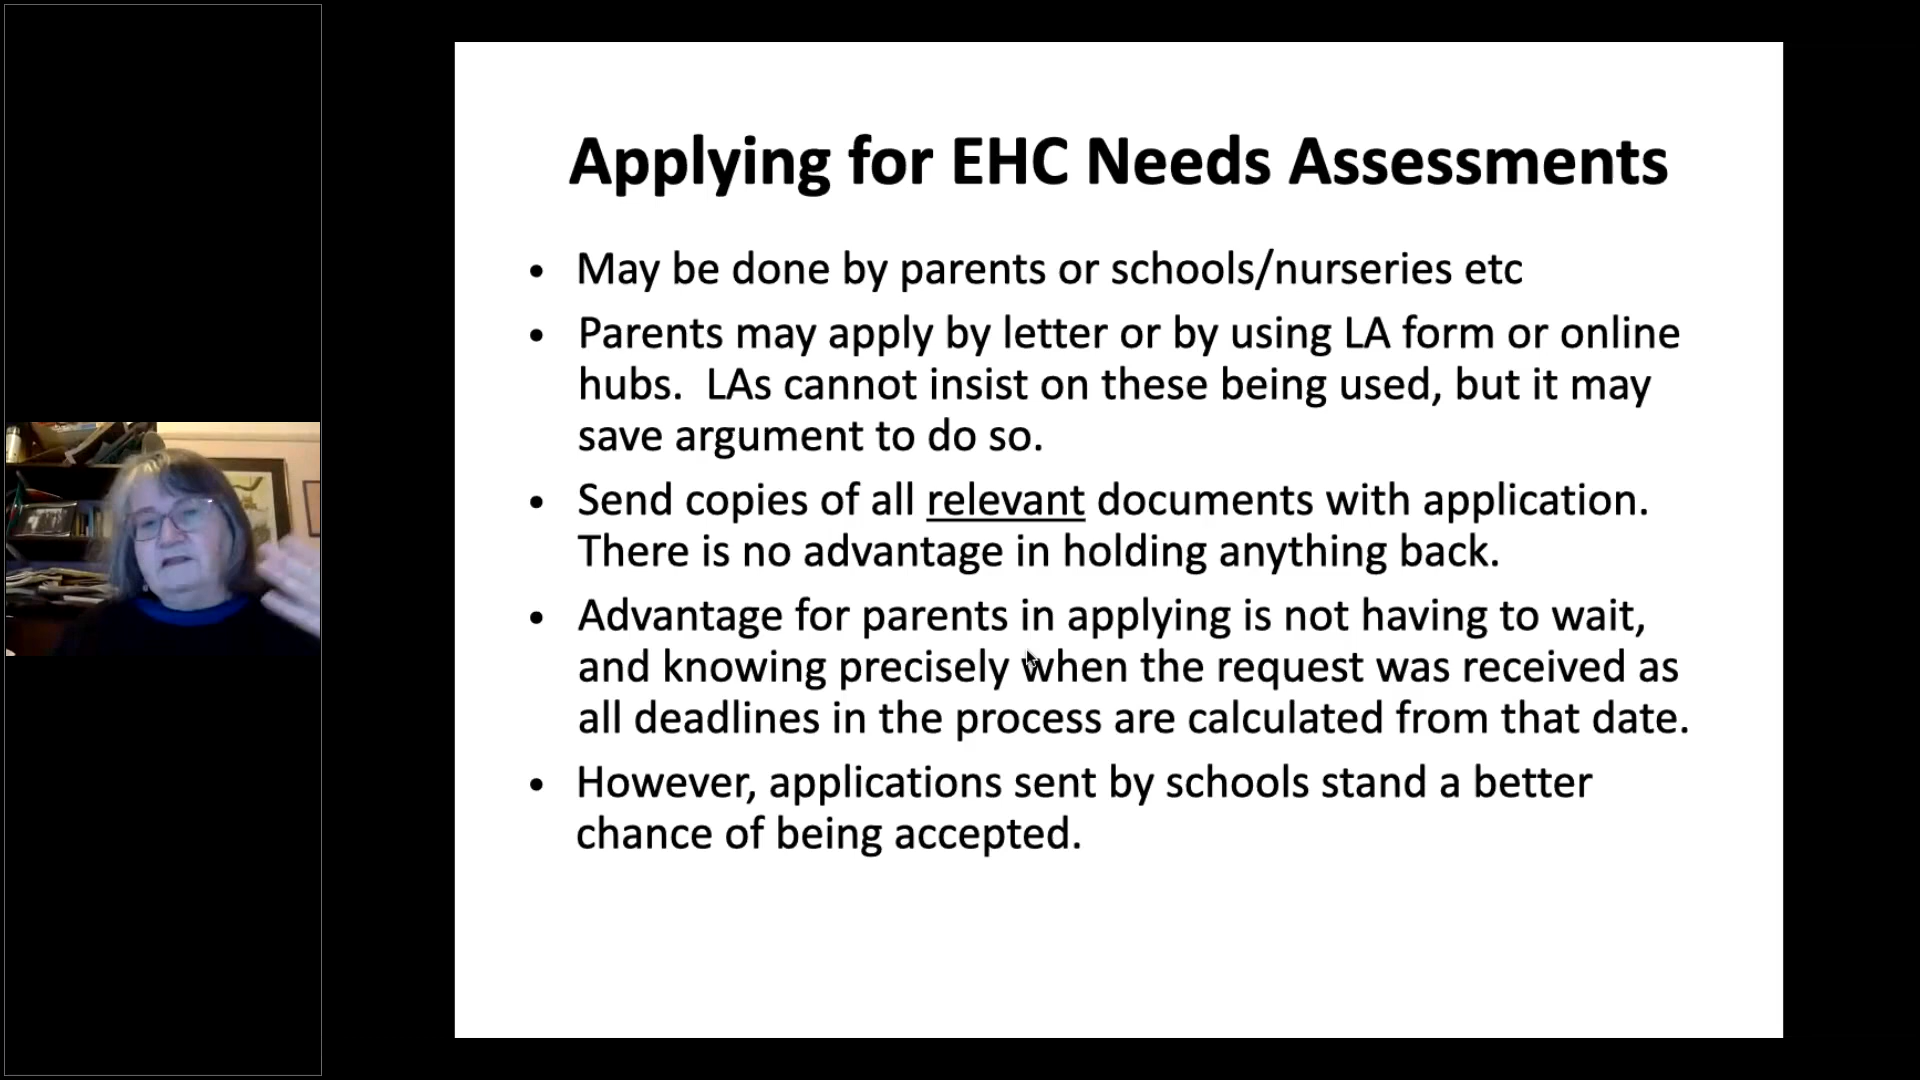 Applying for EHC Needs Assessments
• May be done by parents or schools/nurseries etc
• Parents may apply by letter or by using LA form or online
hubs.  LAs cannot insist on these being used, but it may
save argument to do so.
• Send copies of all relevant documents with application.
There is no advantage in holding anything back.
• Advantage for parents in applying is not having to wait,
and knowing precisely when the request was received as
all deadlines in the process are calculated from that date.
• However, applications sent by schools stand a better
chance of being accepted.